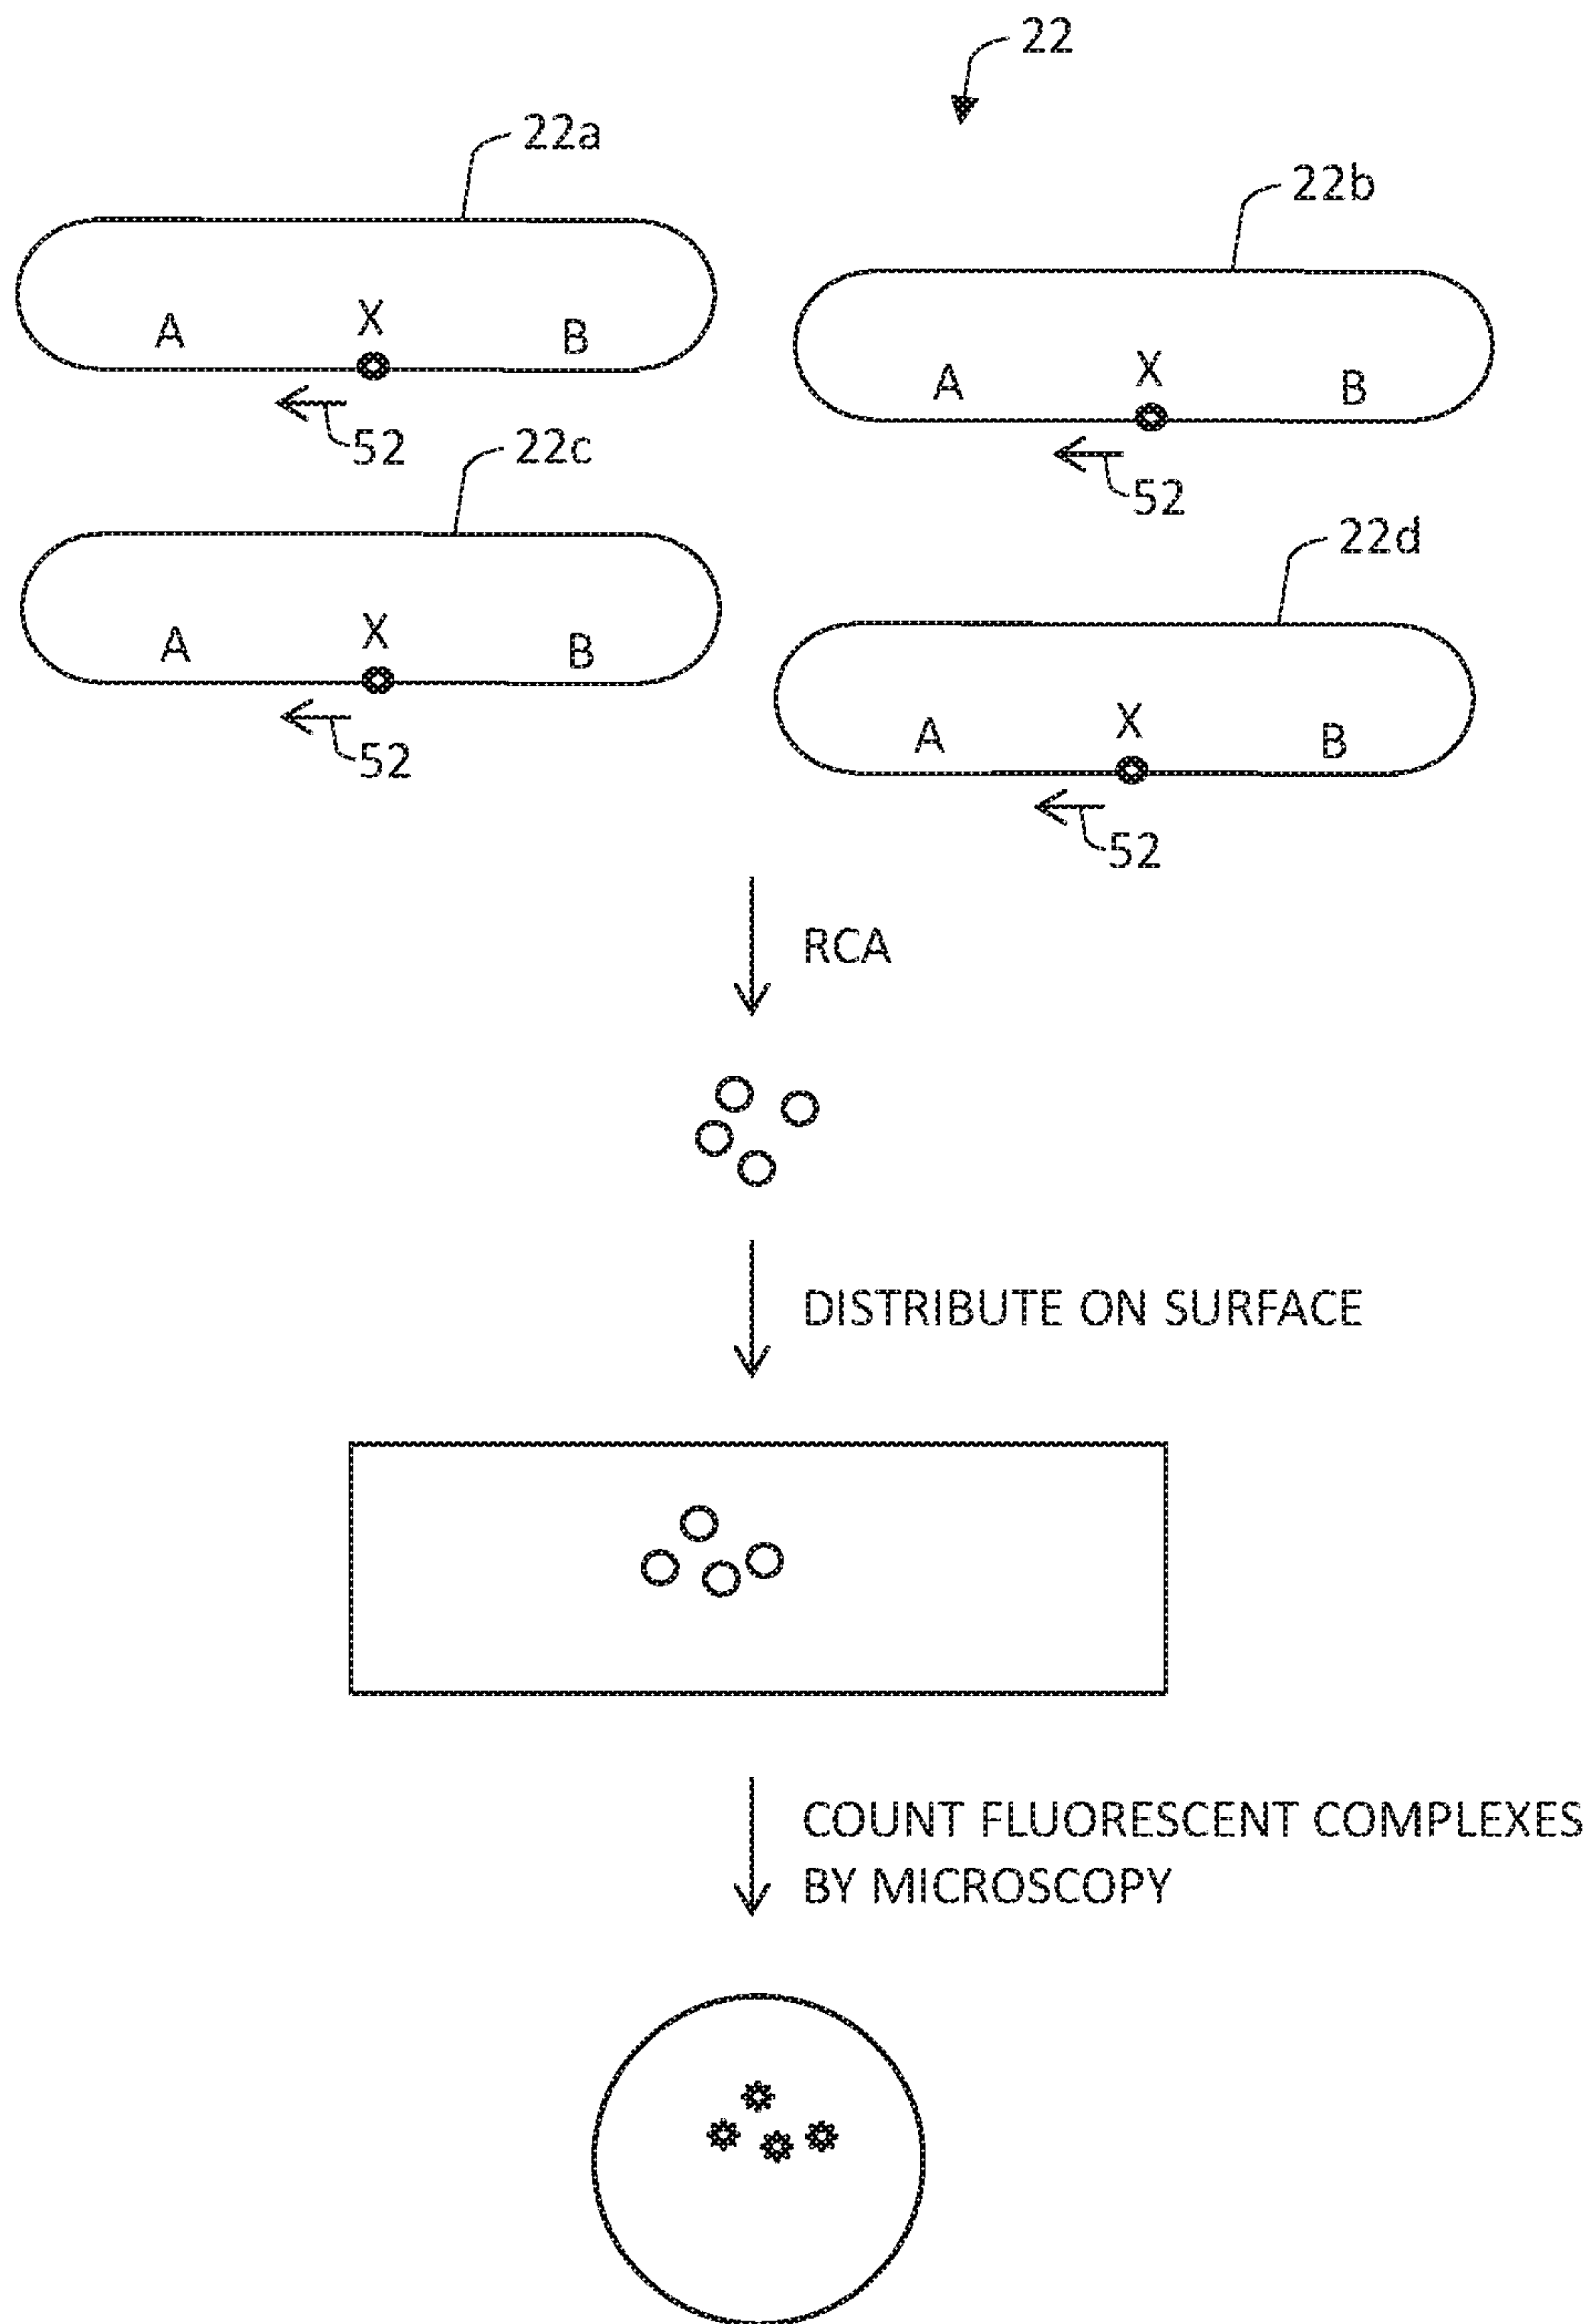 22
22a
22b
A X B
A X B
52
52
22c
22d
A X B
A X B
52
52
RCA
DISTRIBUTE ON SURFACE
COUNT FLUORESCENT COMPLEXES
BY MICROSCOPY